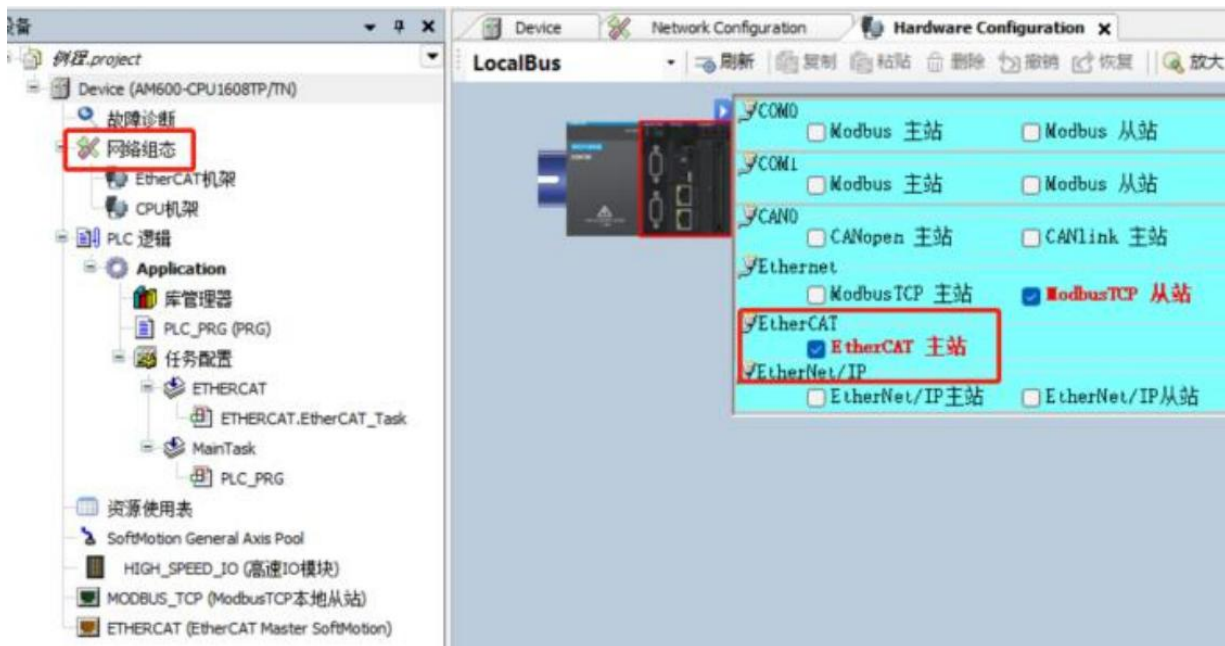 设备
例程.project
Device (AM600-CPU1608TP/TN)
故障诊断
网络组态
EtherCAT机架
CPU机架
PLC 逻辑
Application
库管理器
PLC_PRG (PRG)
任务配置
ETHERCAT
ETHERCAT.EtherCAT_Task
MainTask
PLC_PRG
资源使用表
SoftMotion General Axis Pool
HIGH_SPEED_IO (高速IO模块)
MODBUS_TCP (ModbusTCP本地从站)
ETHERCAT (EtherCAT Master SoftMotion)
Device Network Configuration Hardware Configuration
LocalBus 刷新 复制 粘贴 删除 撤销 恢复 放大
COM0
Modbus 主站 Modbus 从站
COM1
Modbus 主站 Modbus 从站
CAN0
CANopen 主站 CANlink 主站
Ethernet
ModbusTCP 主站 ModbusTCP 从站
EtherCAT
EtherCAT 主站
EtherNet/IP
EtherNet/IP主站 EtherNet/IP从站